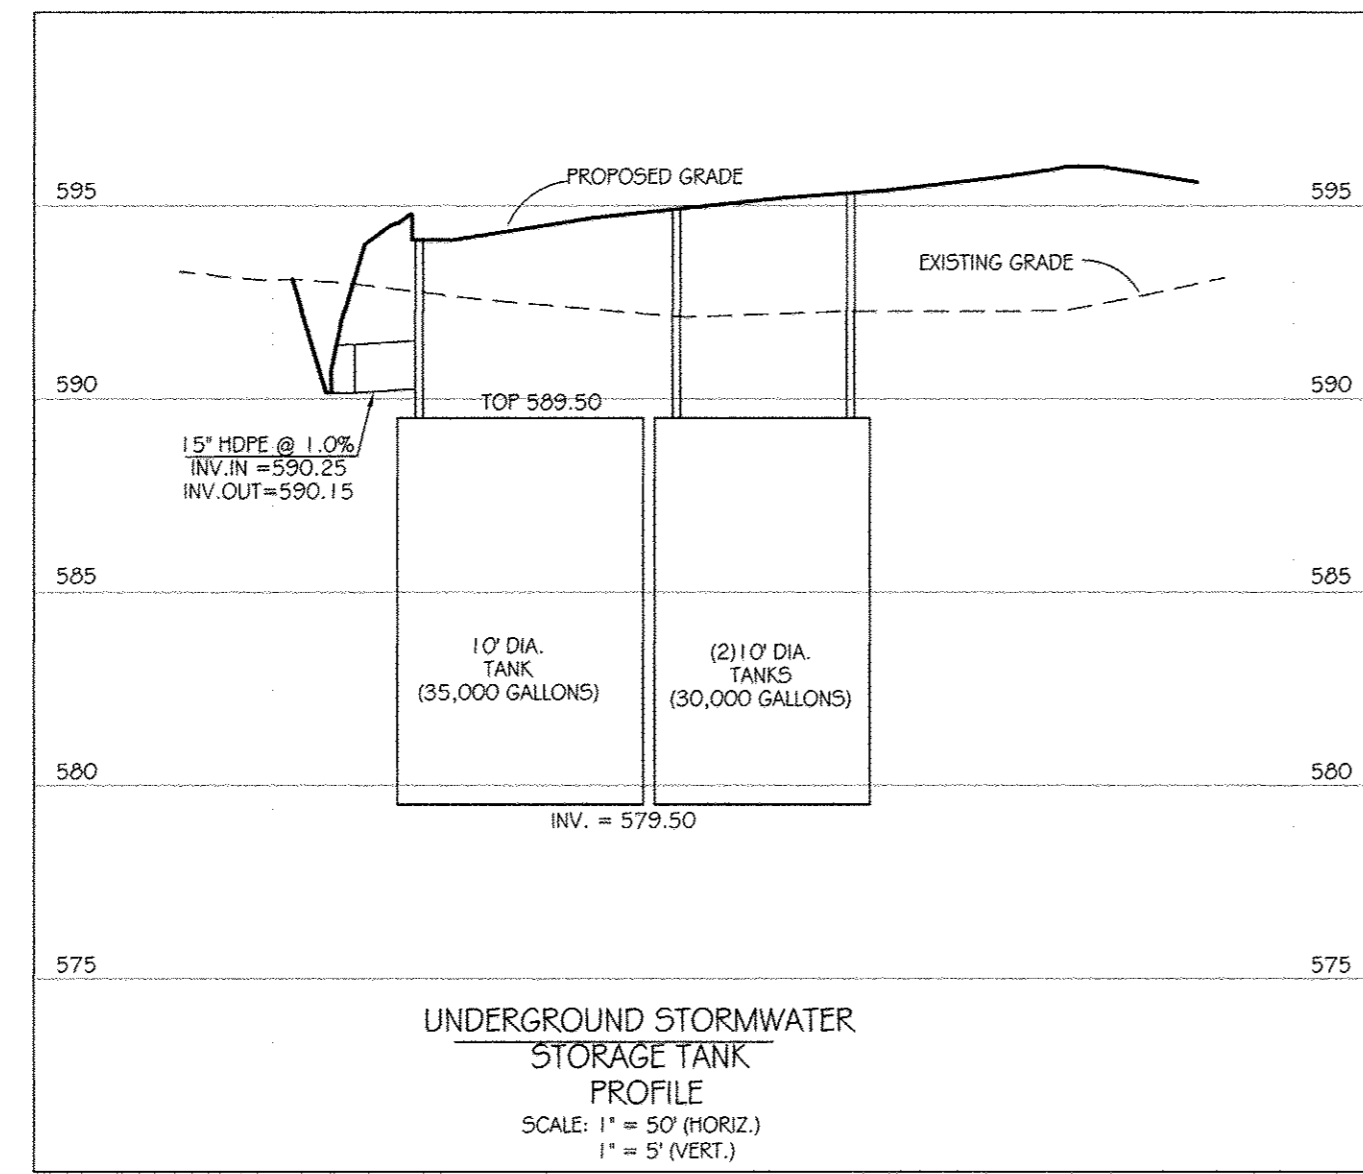 PROPOSED GRADE
595 595
EXISTING GRADE
590 590
TOP 589.50
15" HDPE @ 1.0%
INV.IN =590.25
INV.OUT=590.15
585 585
10' DIA.
TANK
(35,000 GALLONS)
(2)10' DIA.
TANKS
(30,000 GALLONS)
580 580
INV. = 579.50
575 575
UNDERGROUND STORMWATER
STORAGE TANK
PROFILE
SCALE: 1" = 50' (HORIZ.)
1" = 5' (VERT.)